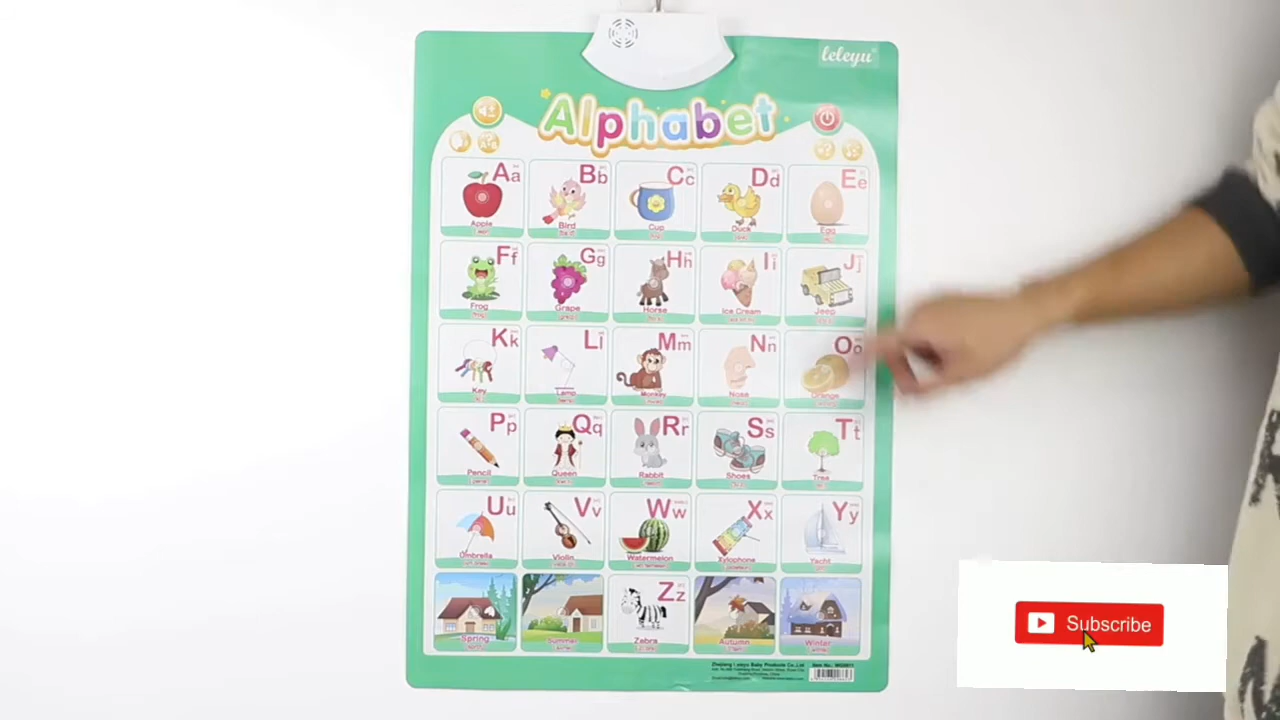 leleyu
Alphabet
Aa Bb Cc Dd Ee
Apple Bird Cup Duck Egg
Ff Gg Hh Ii Jj
Frog Grape Horse Ice Cream Jeep
Kk Ll Mm Nn Oo
Key Lamp Monkey Nose Orange
Pp Qq Rr Ss Tt
Pencil Queen Rabbit Shoes Tree
Uu Vv Ww Xx Yy
Umbrella Violin Watermelon Xylophone Yacht
Zz
Spring Summer Zebra Autumn Winter
Subscribe